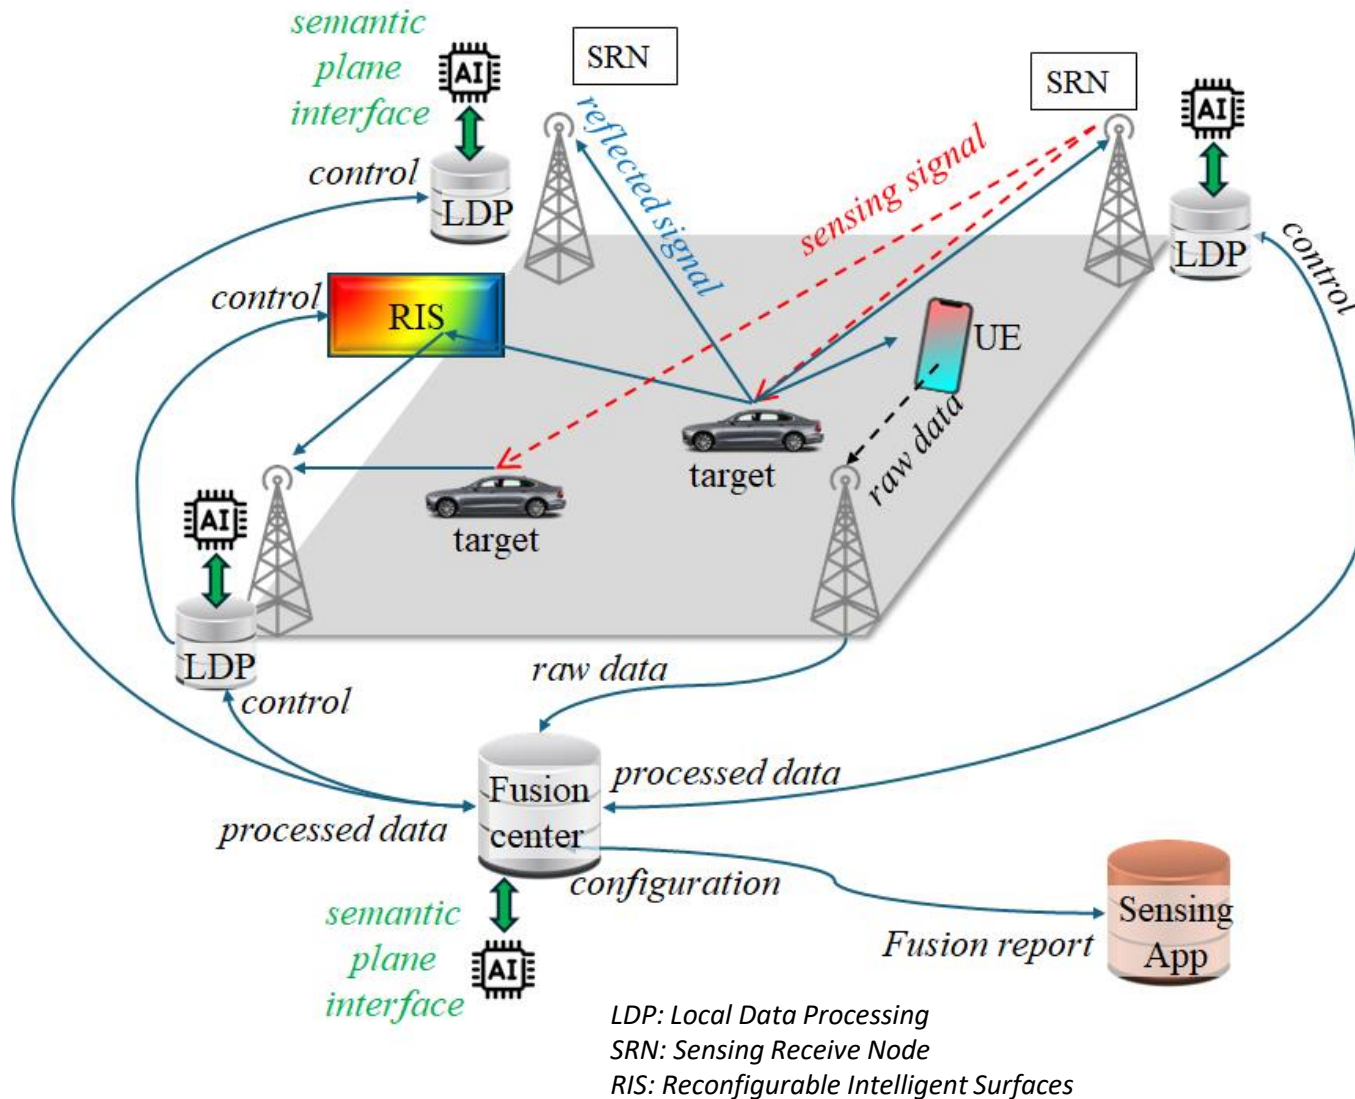 semantic
plane
interface
AI
SRN
SRN
AI
control
LDP
reflected signal
sensing signal
LDP
control
control
RIS
UE
raw data
target
target
AI
LDP
control
raw data
Fusion
center
processed data
processed data
configuration
semantic
plane
interface
AI
Fusion report
Sensing
App
LDP: Local Data Processing
SRN: Sensing Receive Node
RIS: Reconfigurable Intelligent Surfaces